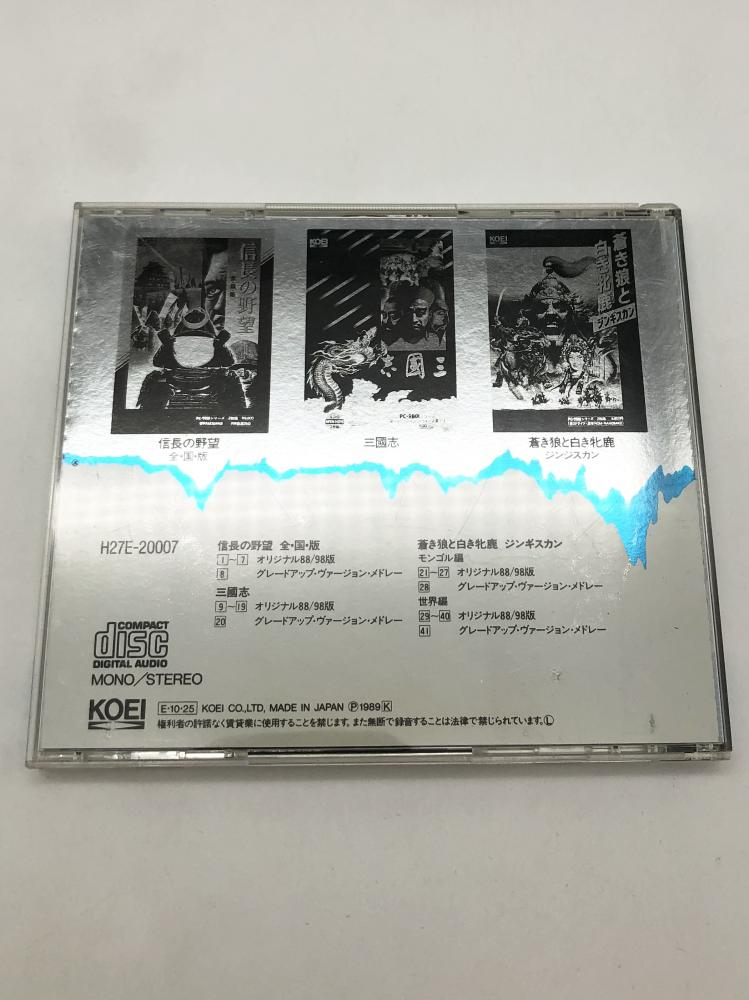 信長の野望
全国版
KOEI
三國志
KOEI
蒼き狼と
白き牝鹿
ジンギスカン
信長の野望
全・国・版
三國志
蒼き狼と白き牝鹿
ジンジスカン
H27E-20007
信長の野望 全・国・版
1～7 オリジナル88/98版
8 グレードアップ・ヴァージョン・メドレー
三國志
9～19 オリジナル88/98版
20 グレードアップ・ヴァージョン・メドレー
蒼き狼と白き牝鹿 ジンギスカン
モンゴル編
21～27 オリジナル88/98版
28 グレードアップ・ヴァージョン・メドレー
世界編
29～40 オリジナル88/98版
41 グレードアップ・ヴァージョン・メドレー
COMPACT
disc
DIGITAL AUDIO
MONO/STEREO
KOEI
E・10・25 KOEI CO.,LTD, MADE IN JAPAN Ⓟ1989 K
権利者の許諾なく賃貸業に使用することを禁じます。また無断で録音することは法律で禁じられています。Ⓛ